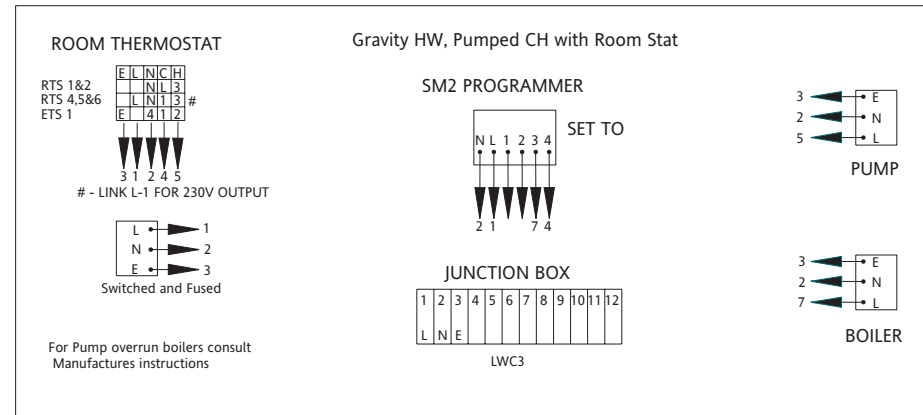 Gravity HW, Pumped CH with Room Stat
ROOM THERMOSTAT
E L N C H
RTS 1&2 N L 3
RTS 4,5&6 L N 1 3 #
ETS 1 E 4 1 2
3 1 2 4 5
# - LINK L-1 FOR 230V OUTPUT
L 1
N 2
E 3
Switched and Fused
For Pump overrun boilers consult
Manufactures instructions
SM2 PROGRAMMER
SET TO
N L 1 2 3 4
2 1 7 4
JUNCTION BOX
1 2 3 4 5 6 7 8 9 10 11 12
L N E
LWC3
3 E
2 N
5 L
PUMP
3 E
2 N
7 L
BOILER